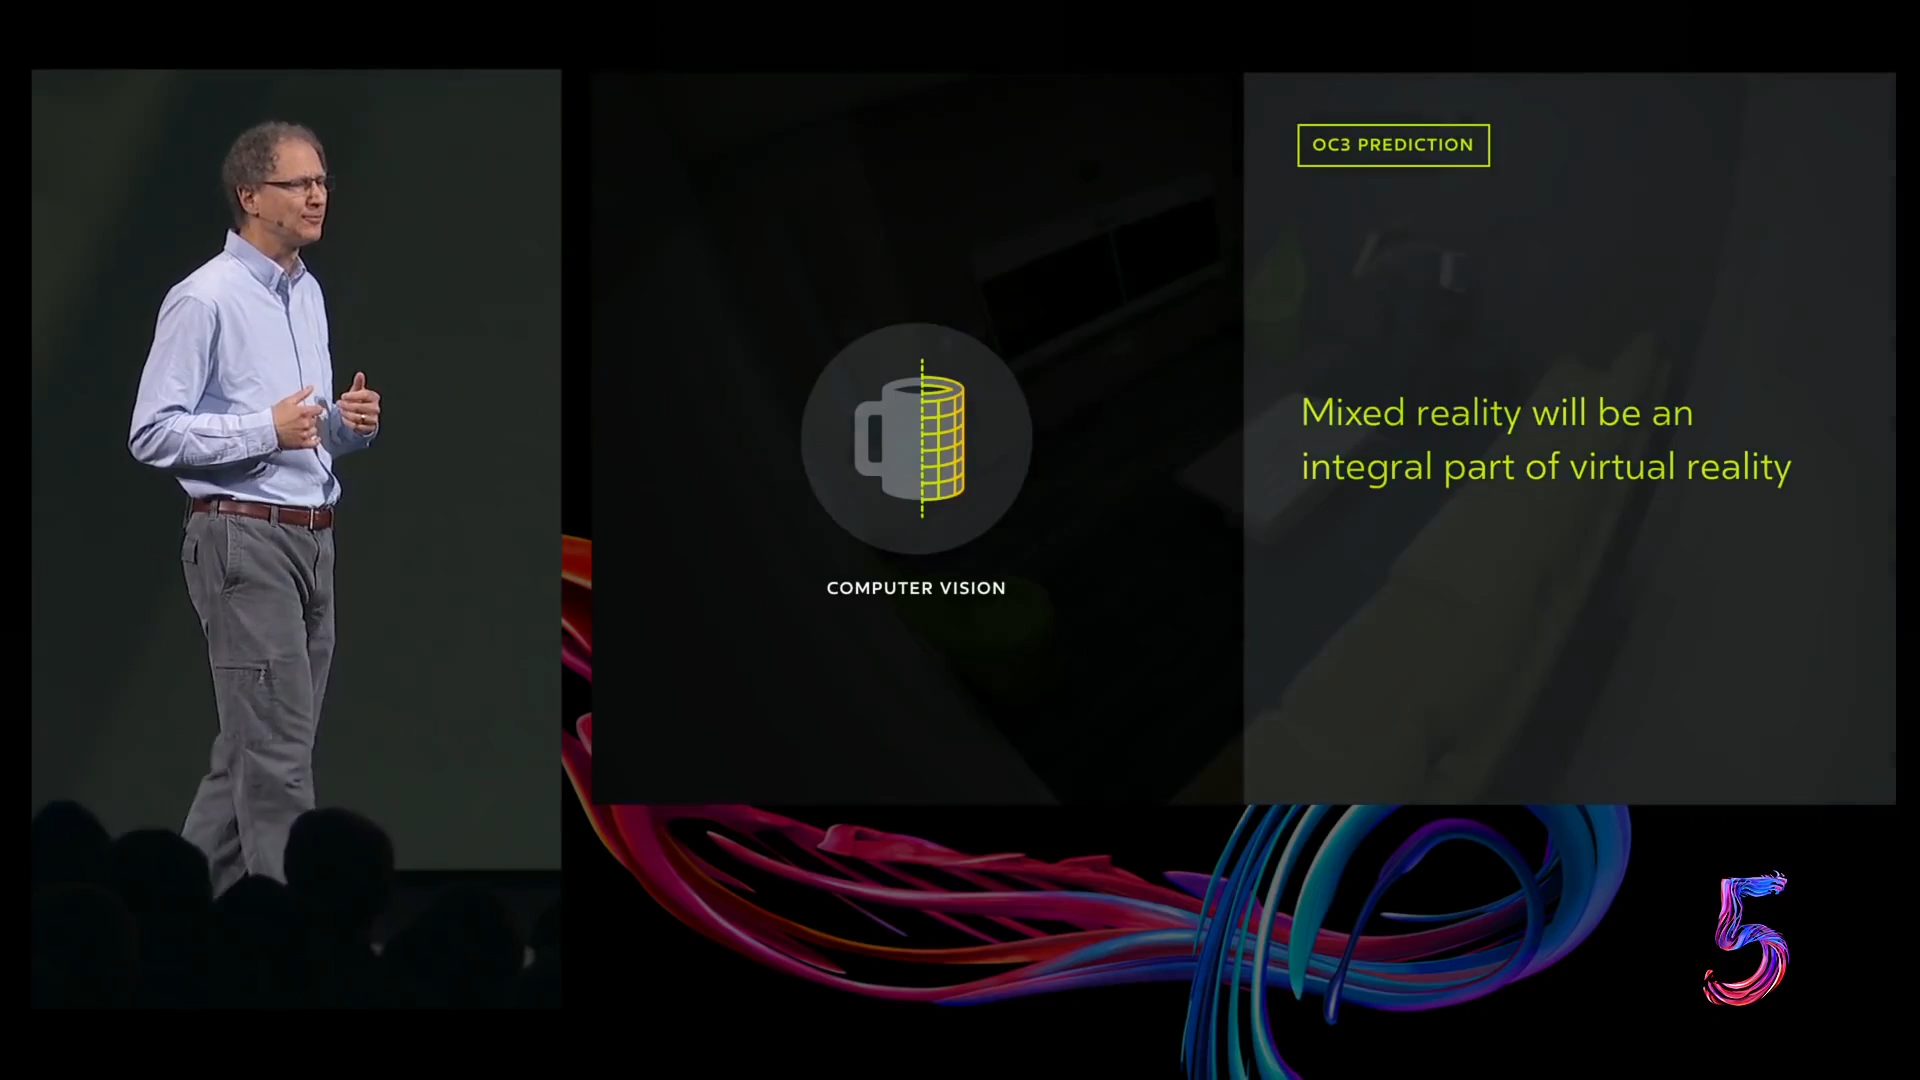 OC3 PREDICTION
Mixed reality will be an
integral part of virtual reality
COMPUTER VISION
5